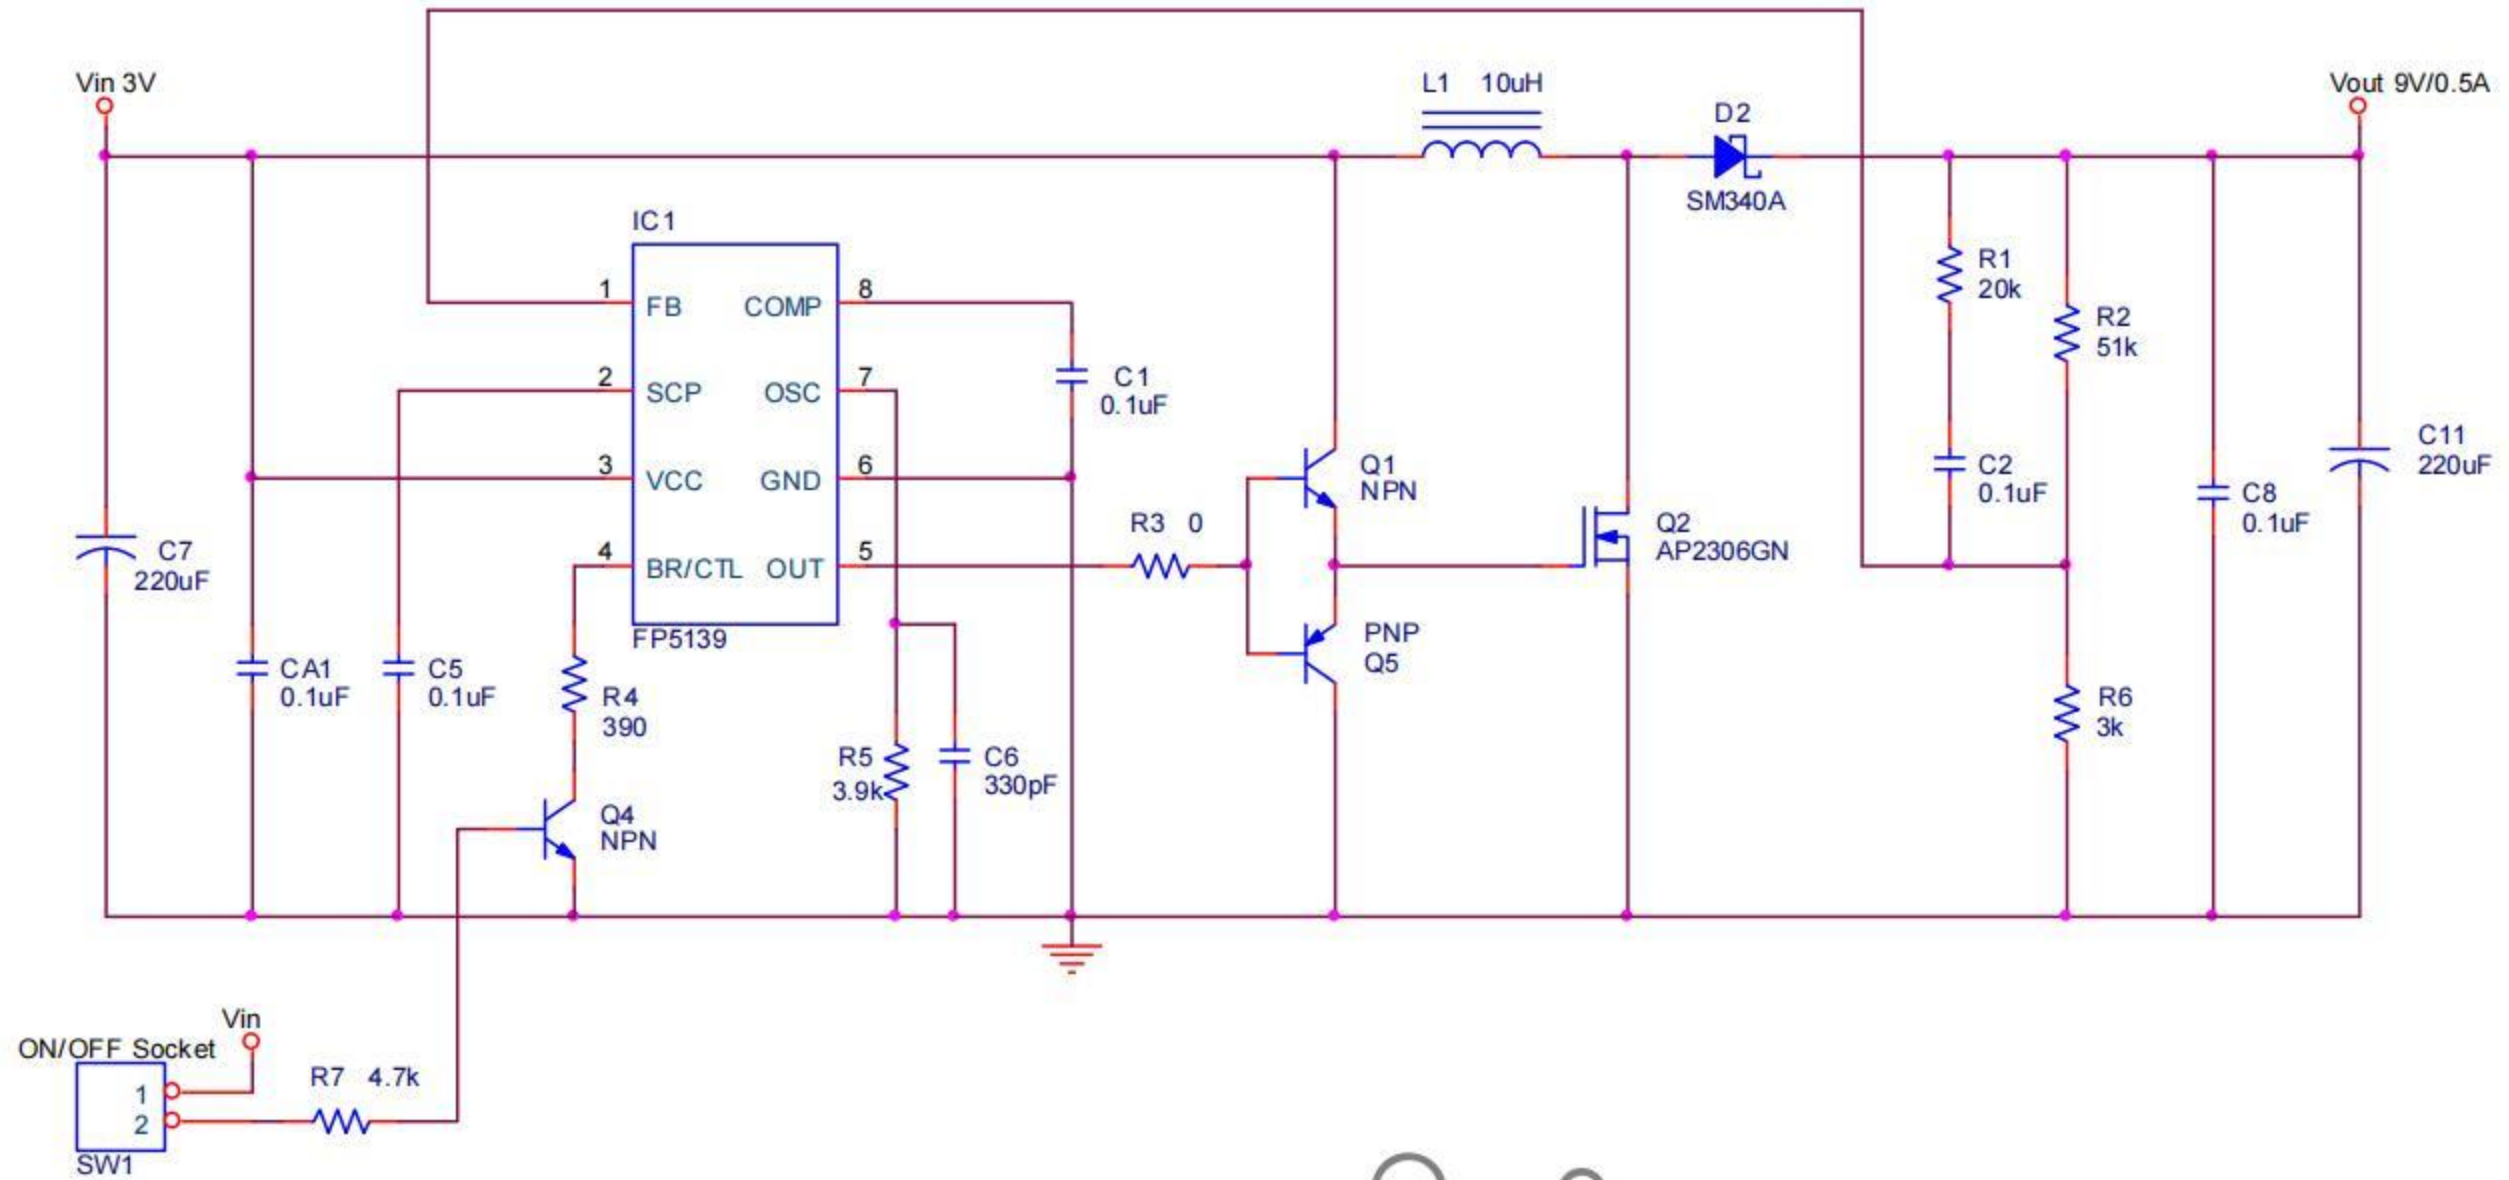 Vin 3V
L1 10uH
Vout 9V/0.5A
D2
SM340A
IC1
1 FB COMP 8
2 SCP OSC 7
3 VCC GND 6
4 BR/CTL OUT 5
FP5139
R1
20k
R2
51k
C1
0.1uF
C11
220uF
Q1
NPN
C2
0.1uF
C8
0.1uF
R3 0
Q2
AP2306GN
C7
220uF
PNP
Q5
CA1
0.1uF
C5
0.1uF
R4
390
R6
3k
R5
3.9k
C6
330pF
Q4
NPN
Vin
ON/OFF Socket
1
2
SW1
R7 4.7k